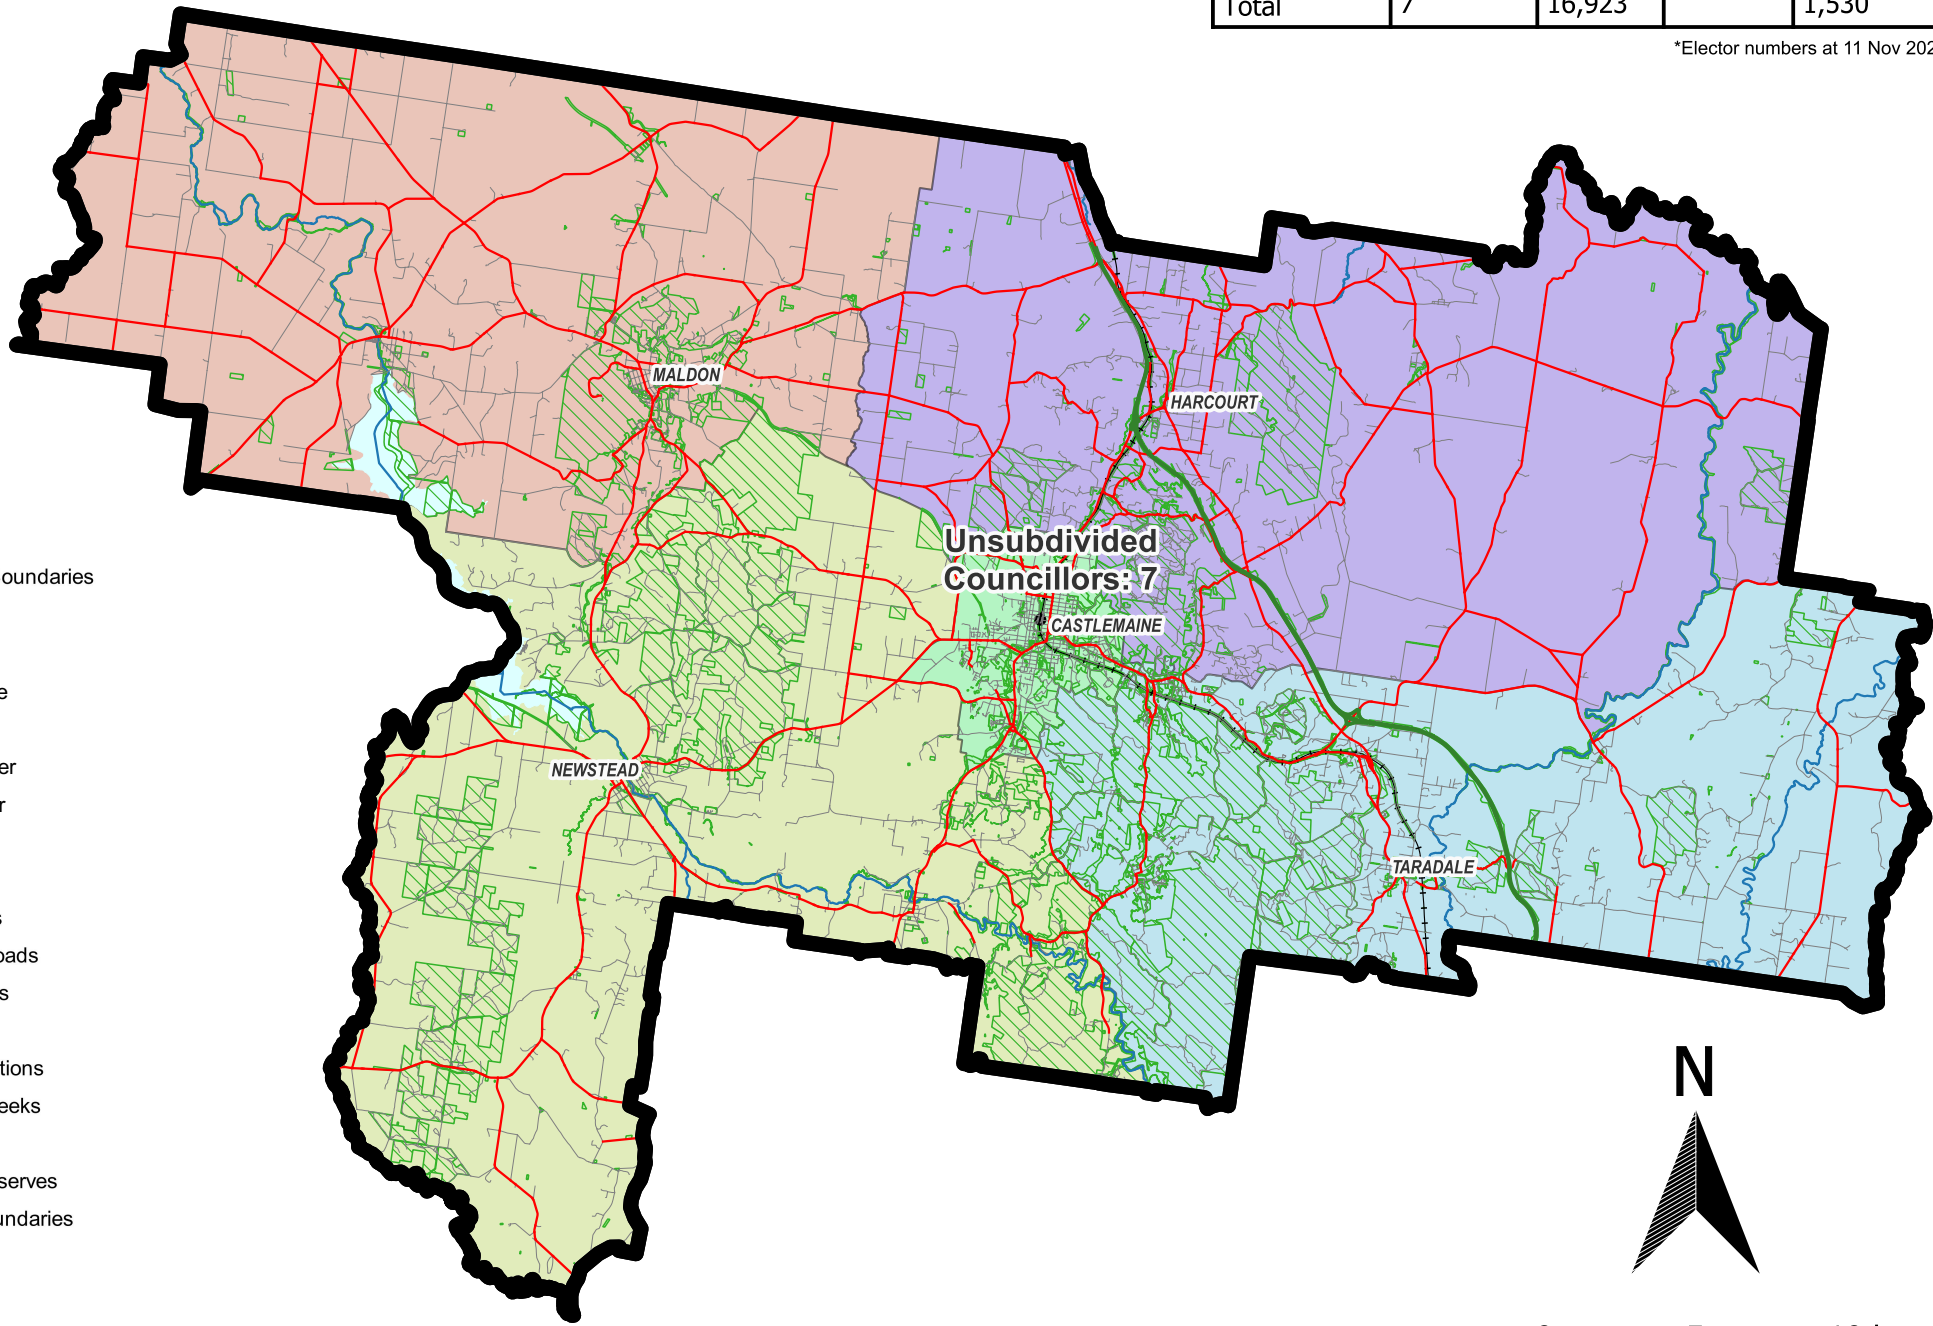 Total 7 16,923 1,530
*Elector numbers at 11 Nov 202
MALDON
HARCOURT
Unsubdivided
Councillors: 7
CASTLEMAINE
NEWSTEAD
TARADALE
oundaries
e
er
r
s
oads
s
tions
eeks
serves
undaries
N